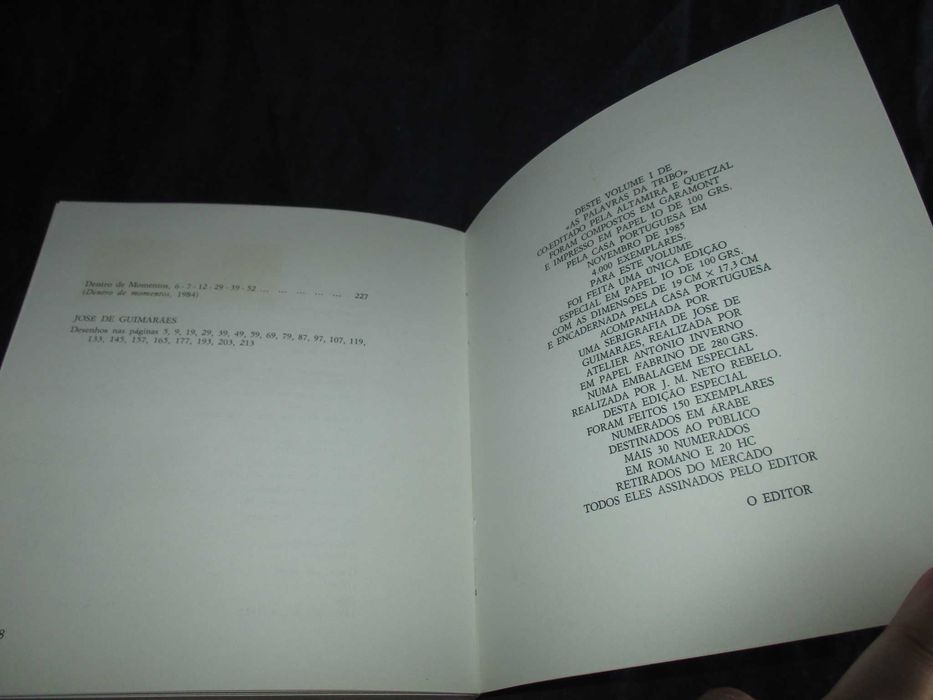 Dentro de Momentos, 6 - 7 - 12 - 29 - 39 - 52 ... ... ... ... ... 227
(Dentro de momentos, 1984)
JOSÉ DE GUIMARÃES
Desenhos nas páginas 5, 9, 19, 29, 39, 49, 59, 69, 79, 87, 97, 107, 119,
133, 145, 157, 165, 177, 193, 203, 213
8
DESTE VOLUME I DE
«AS PALAVRAS DA TRIBO»
CO-EDITADO PELA ALTAMIRA E QUETZAL
FORAM COMPOSTOS EM GARAMONT
E IMPRESSO EM PAPEL IO DE 100 GRS.
PELA CASA PORTUGUESA EM
NOVEMBRO DE 1985
4.000 EXEMPLARES.
PARA ESTE VOLUME
FOI FEITA UMA UNICA EDIÇÃO
ESPECIAL EM PAPEL IO DE 100 GRS.
COM AS DIMENSÕES DE 19 CM × 17,5 CM
E ENCADERNADA PELA CASA PORTUGUESA
ACOMPANHADA POR
UMA SERIGRAFIA DE JOSÉ DE
GUIMARÃES, REALIZADA POR
ATELIER ANTÓNIO INVERNO
EM PAPEL FABRINO DE 280 GRS.
NUMA EMBALAGEM ESPECIAL
REALIZADA POR J. M. NETO REBELO.
DESTA EDIÇÃO ESPECIAL
FORAM FEITOS 150 EXEMPLARES
NUMERADOS EM ÁRABE
DESTINADOS AO PÚBLICO
MAIS 30 NUMERADOS
EM ROMANO E 20 HC
RETIRADOS DO MERCADO
TODOS ELES ASSINADOS PELO EDITOR
O EDITOR